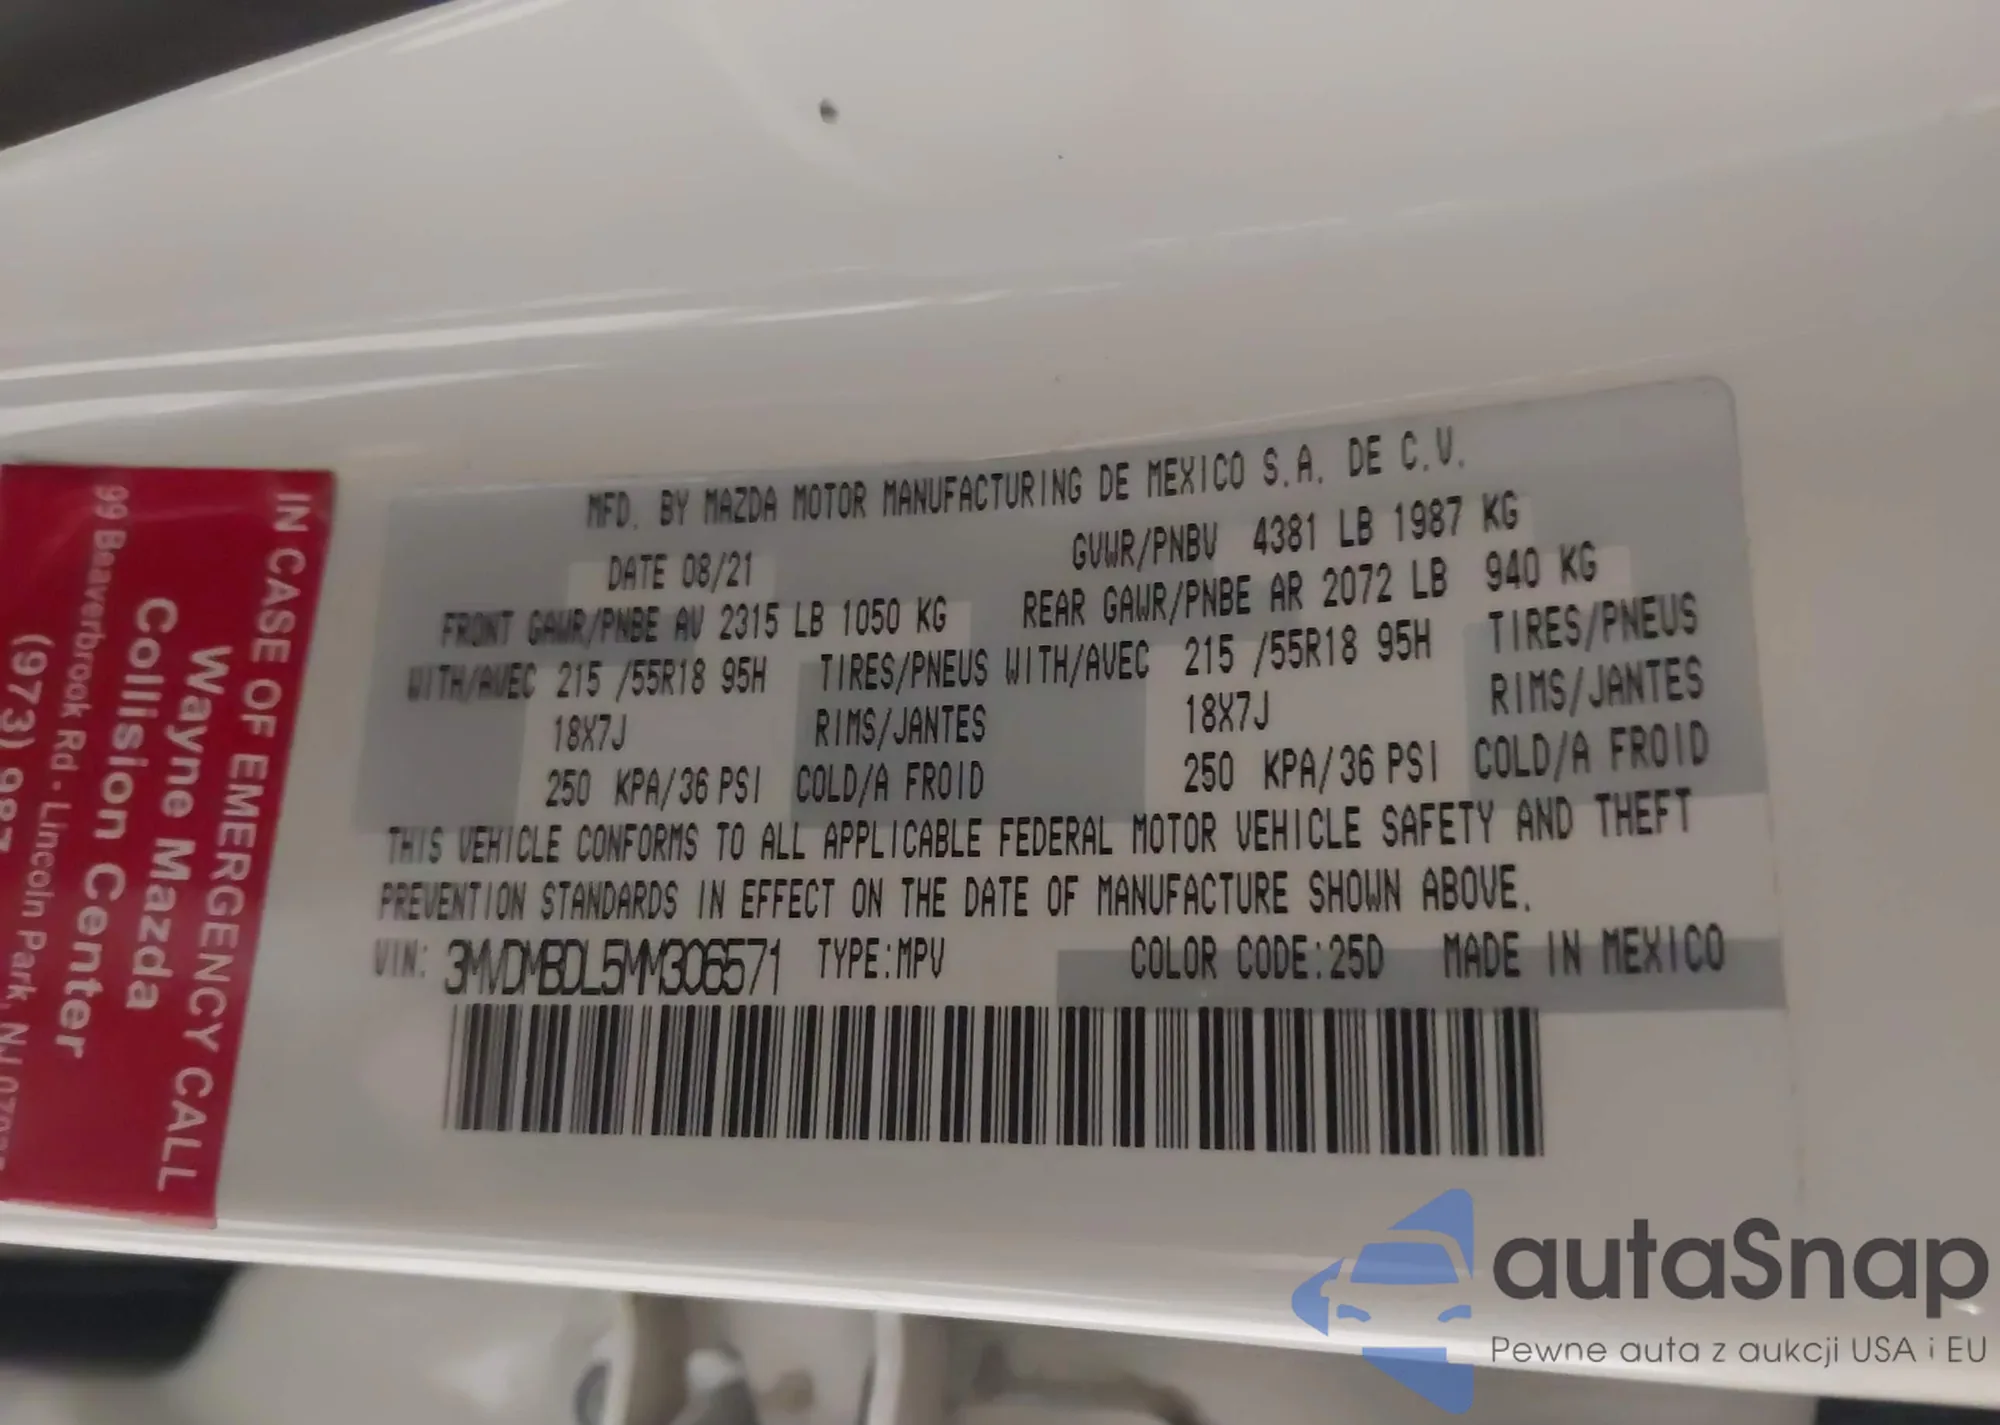 IN CASE OF EMERGENCY CALL
Wayne Mazda
Collision Center
99 Beaverbrook Rd - Lincoln Park, NJ
(973)
MFD. BY MAZDA MOTOR MANUFACTURING DE MEXICO S.A. DE C.V.
DATE 08/21 GVWR/PNBV 4381 LB 1987 KG
FRONT GAWR/PNBE AV 2315 LB 1050 KG REAR GAWR/PNBE AR 2072 LB 940 KG
WITH/AVEC 215 /55R18 95H TIRES/PNEUS WITH/AVEC 215 /55R18 95H TIRES/PNEUS
18X7J RIMS/JANTES 18X7J RIMS/JANTES
250 KPA/36 PSI COLD/A FROID 250 KPA/36 PSI COLD/A FROID
THIS VEHICLE CONFORMS TO ALL APPLICABLE FEDERAL MOTOR VEHICLE SAFETY AND THEFT
PREVENTION STANDARDS IN EFFECT ON THE DATE OF MANUFACTURE SHOWN ABOVE.
VIN: 3MVDMBDL5MM306571 TYPE:MPV COLOR CODE:25D MADE IN MEXICO
autaSnap
Pewne auta z aukcji USA i EU